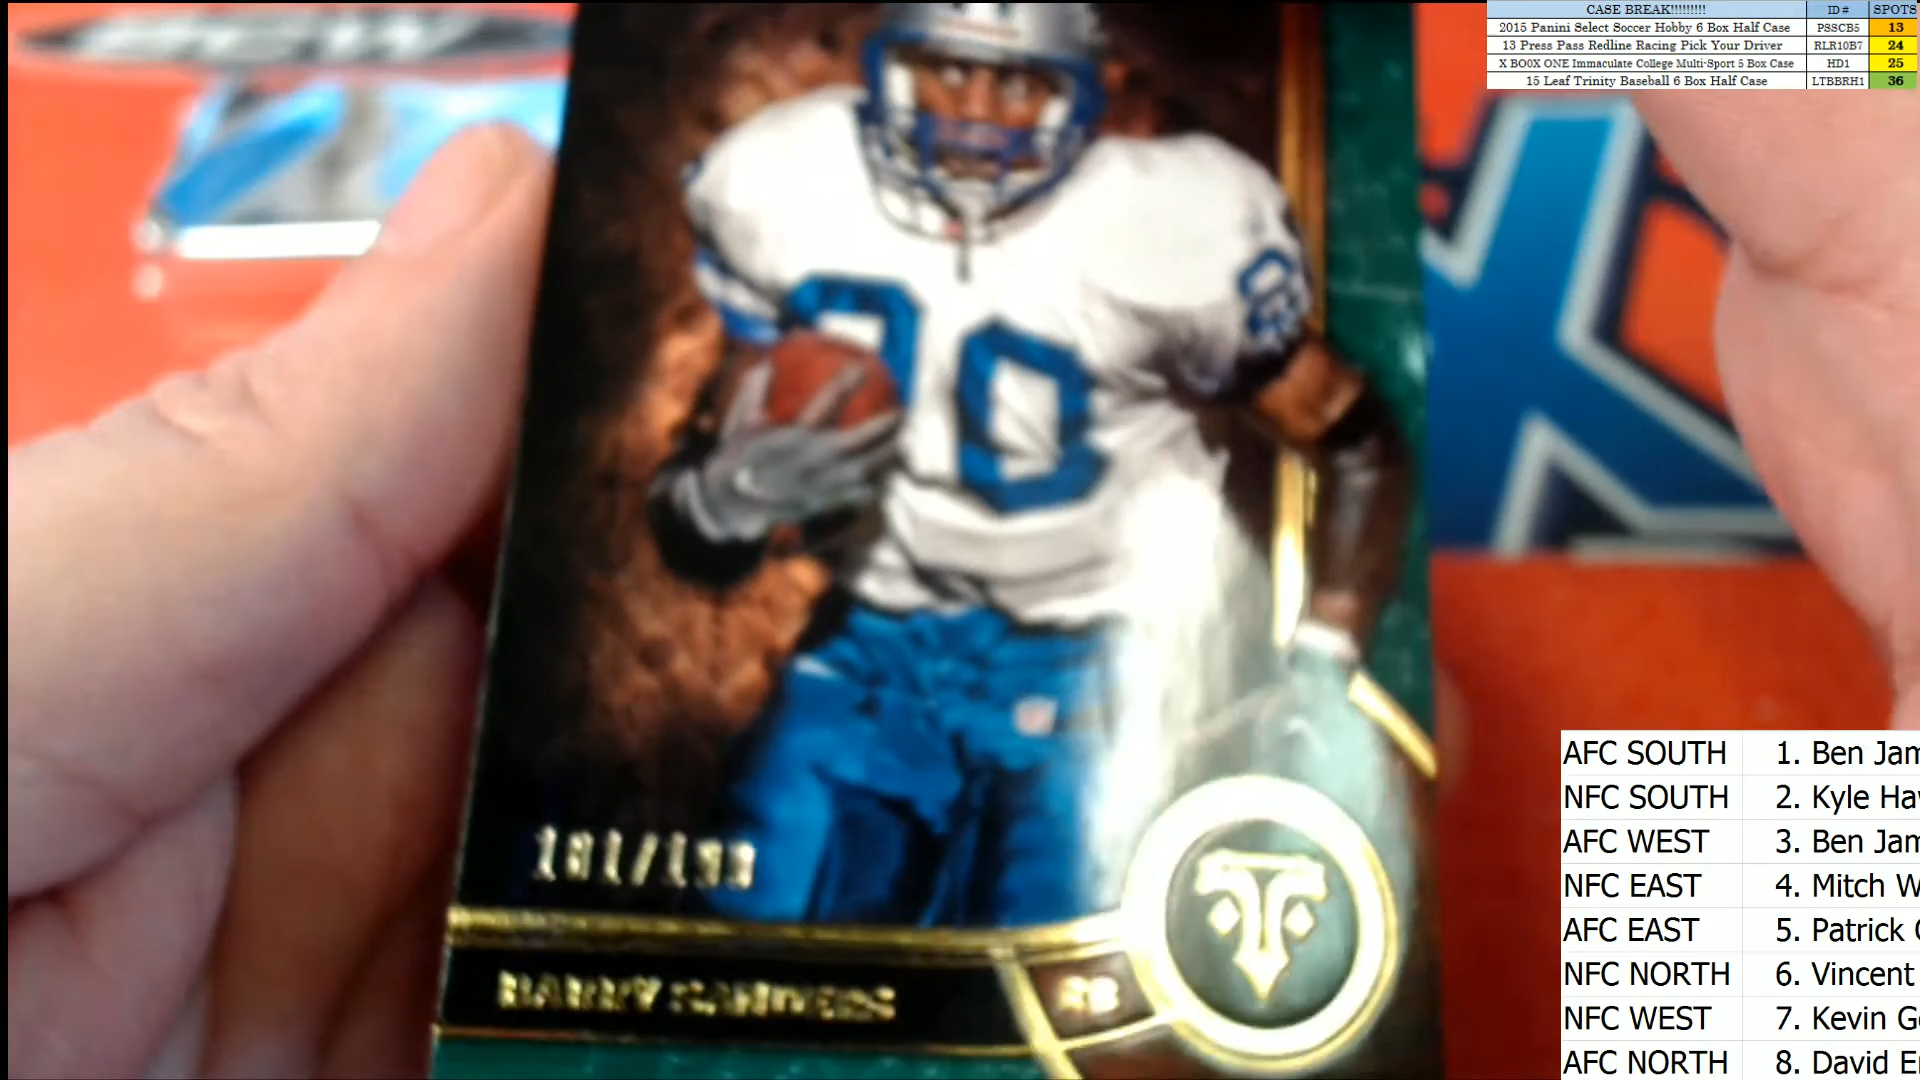 CASE BREAK!!!!!!!!! ID # SPOTS
2015 Panini Select Soccer Hobby 6 Box Half Case PSSCB5 13
13 Press Pass Redline Racing Pick Your Driver RLR10B7 24
X BO0X ONE Immaculate College Multi-Sport 5 Box Case HD1 25
15 Leaf Trinity Baseball 6 Box Half Case LTBBRH1 36
80
181/199
BARRY SANDERS RB
AFC SOUTH 1. Ben Jam
NFC SOUTH 2. Kyle Ha
AFC WEST 3. Ben Jam
NFC EAST 4. Mitch W
AFC EAST 5. Patrick
NFC NORTH 6. Vincent
NFC WEST 7. Kevin G
AFC NORTH 8. David E